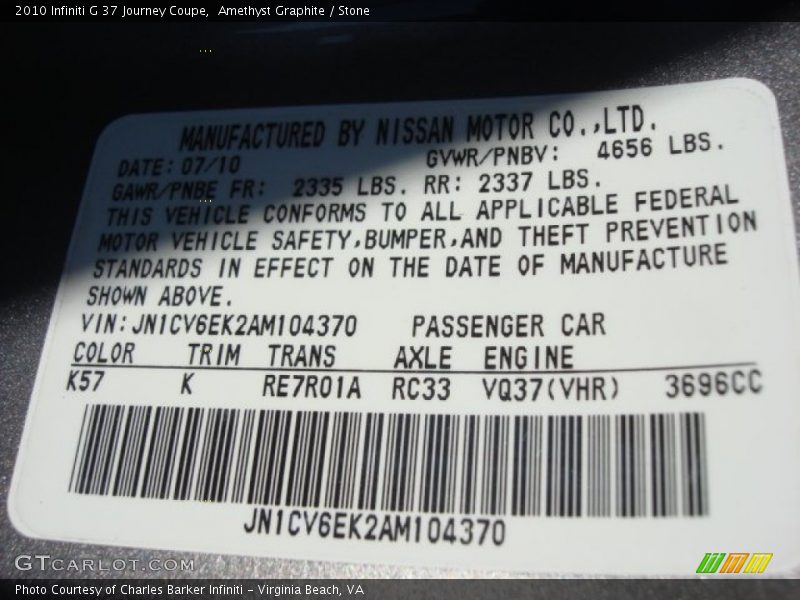 2010 Infiniti G 37 Journey Coupe,  Amethyst Graphite / Stone
MANUFACTURED BY NISSAN MOTOR CO.,LTD.
DATE: 07/10 GVWR/PNBV: 4656 LBS.
GAWR/PNBE FR: 2335 LBS. RR: 2337 LBS.
THIS VEHICLE CONFORMS TO ALL APPLICABLE FEDERAL
MOTOR VEHICLE SAFETY,BUMPER,AND THEFT PREVENTION
STANDARDS IN EFFECT ON THE DATE OF MANUFACTURE
SHOWN ABOVE.
VIN: JN1CV6EK2AM104370 PASSENGER CAR
COLOR TRIM TRANS AXLE ENGINE
K57 K RE7R01A RC33 VQ37(VHR) 3696CC
JN1CV6EK2AM104370
GTCARLOT.COM
Photo Courtesy of Charles Barker Infiniti - Virginia Beach, VA